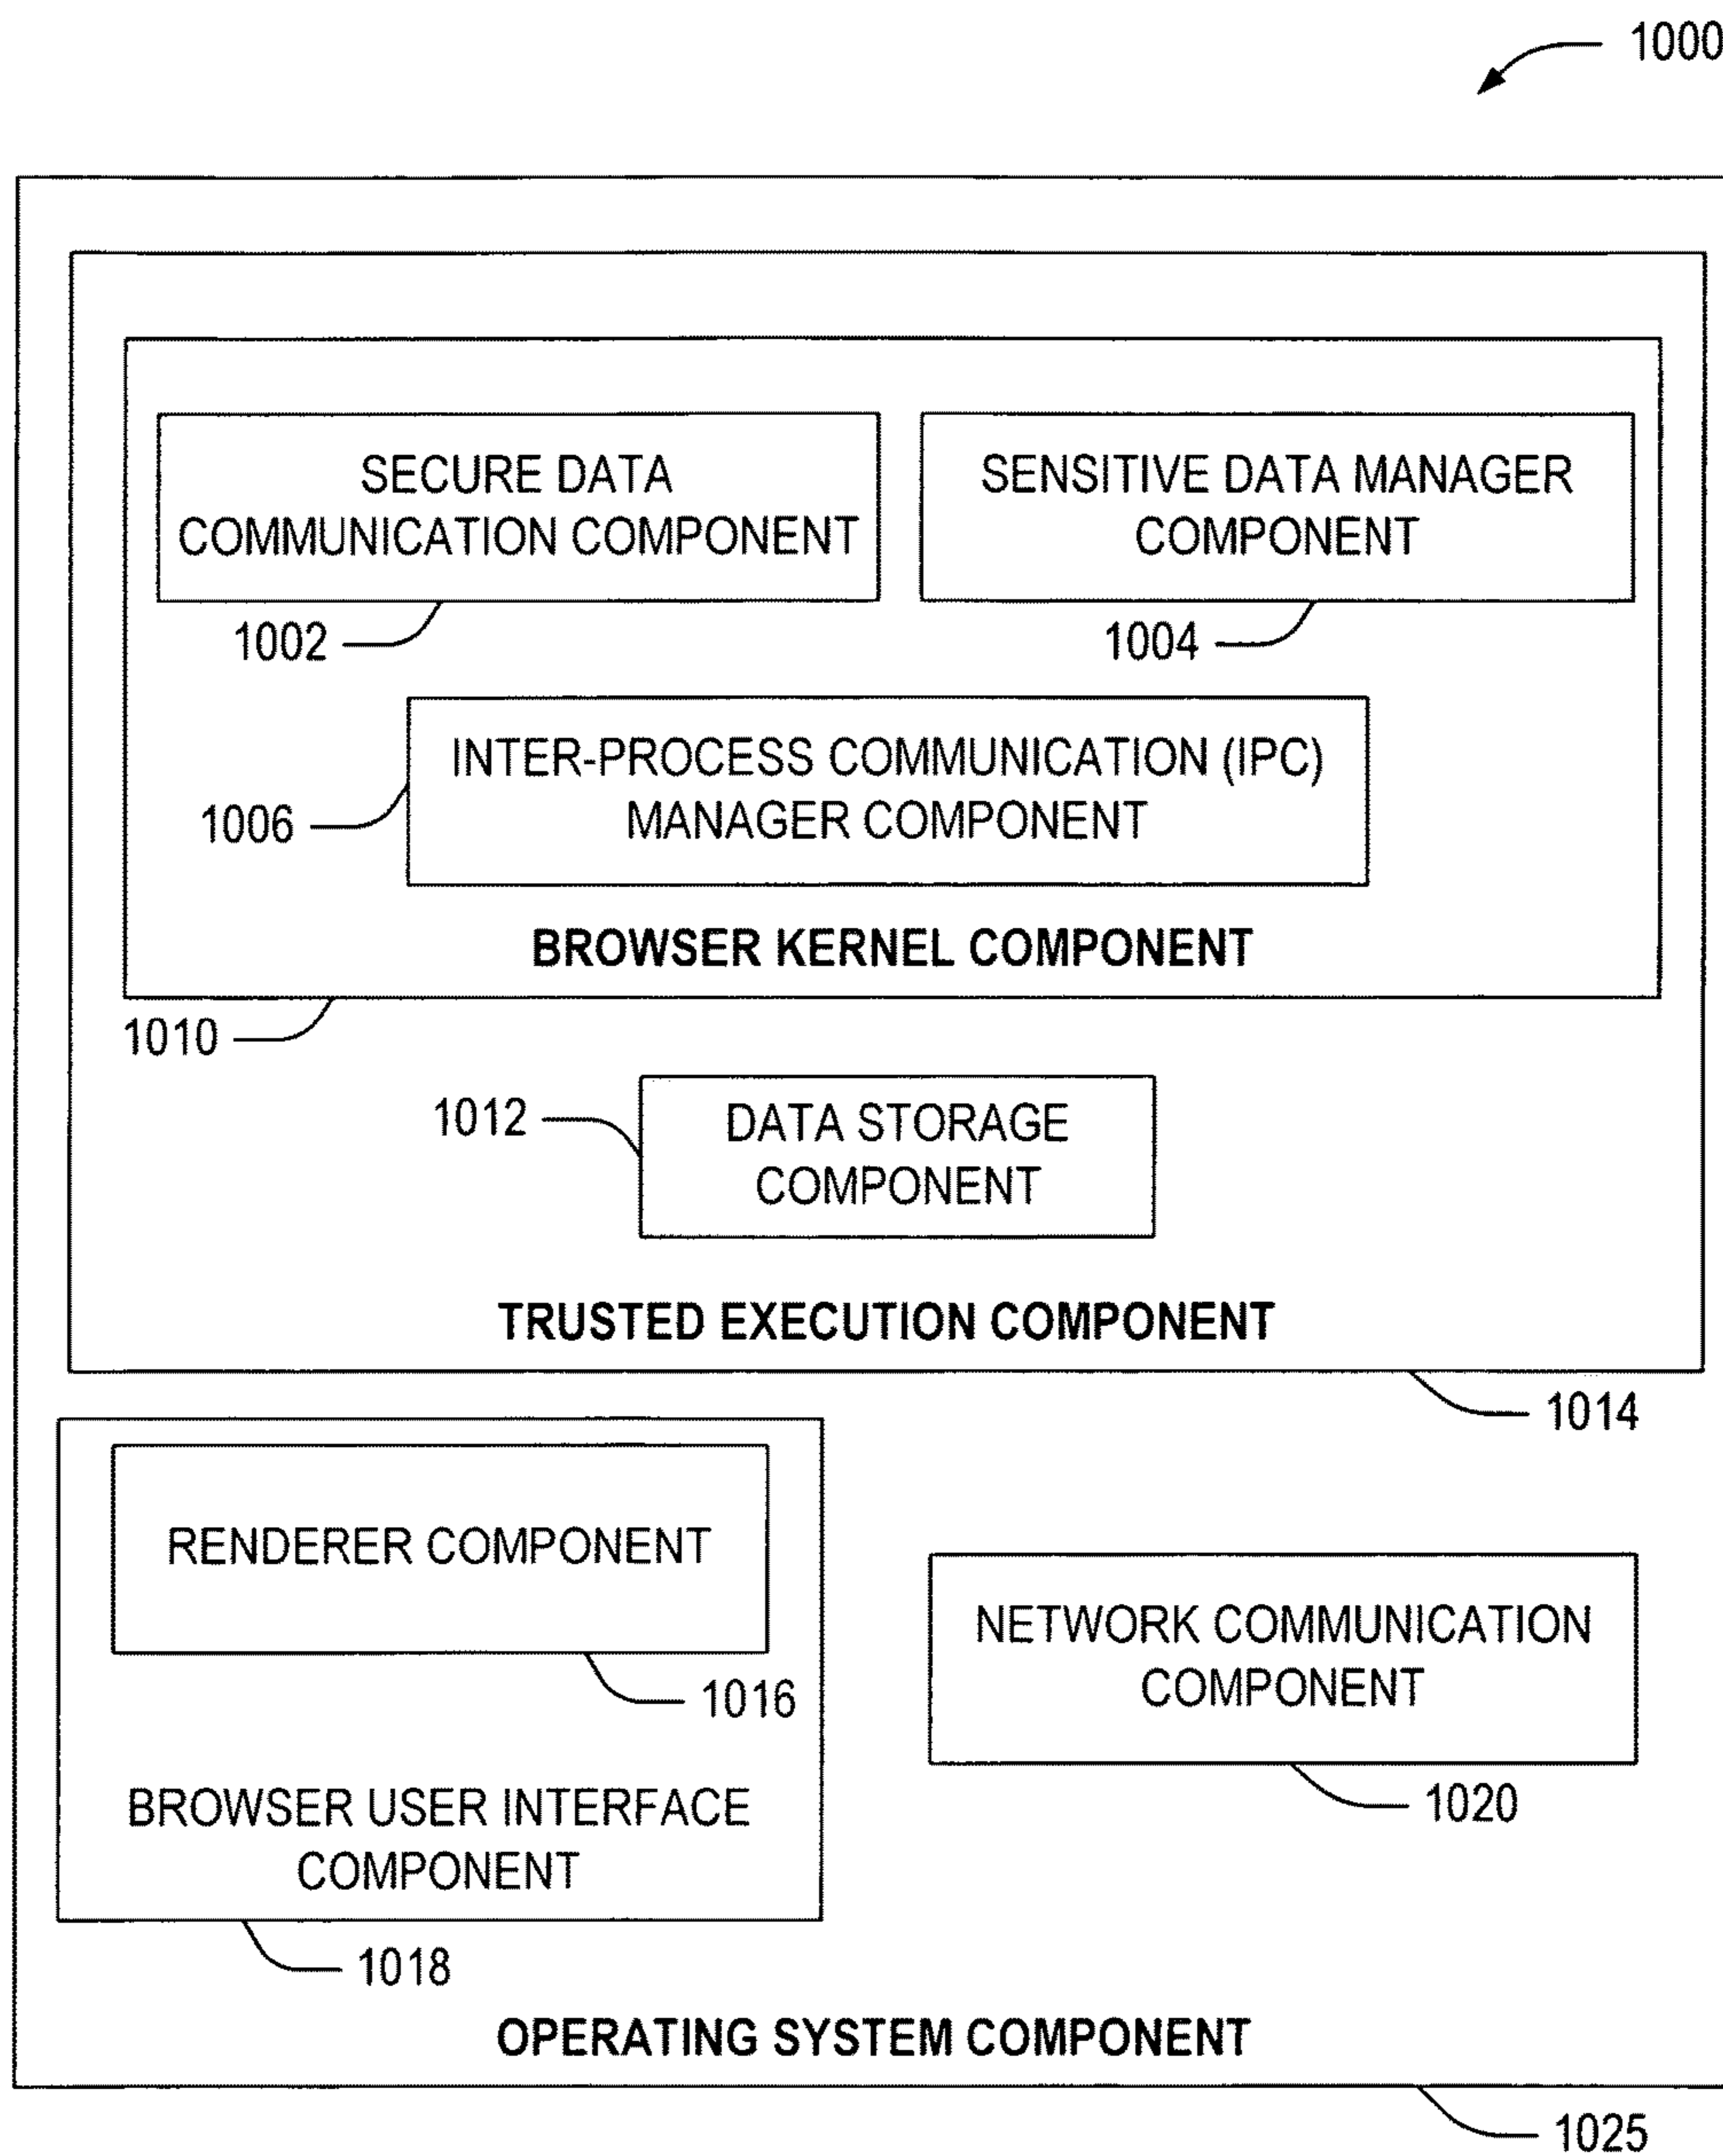 1000
SECURE DATA
COMMUNICATION COMPONENT
SENSITIVE DATA MANAGER
COMPONENT
1002
1004
INTER-PROCESS COMMUNICATION (IPC)
MANAGER COMPONENT
1006
BROWSER KERNEL COMPONENT
1010
1012
DATA STORAGE
COMPONENT
TRUSTED EXECUTION COMPONENT
1014
RENDERER COMPONENT
1016
NETWORK COMMUNICATION
COMPONENT
1020
BROWSER USER INTERFACE
COMPONENT
1018
OPERATING SYSTEM COMPONENT
1025